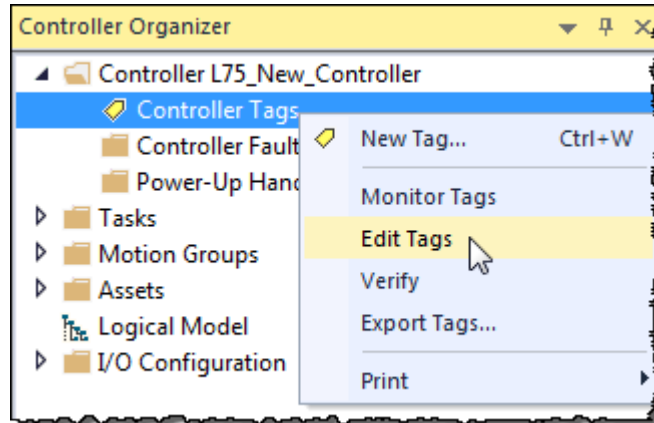 Controller Organizer
Controller L75_New_Controller
Controller Tags
Controller Fault
Power-Up Hand
Tasks
Motion Groups
Assets
Logical Model
I/O Configuration
New Tag... Ctrl+W
Monitor Tags
Edit Tags
Verify
Export Tags...
Print